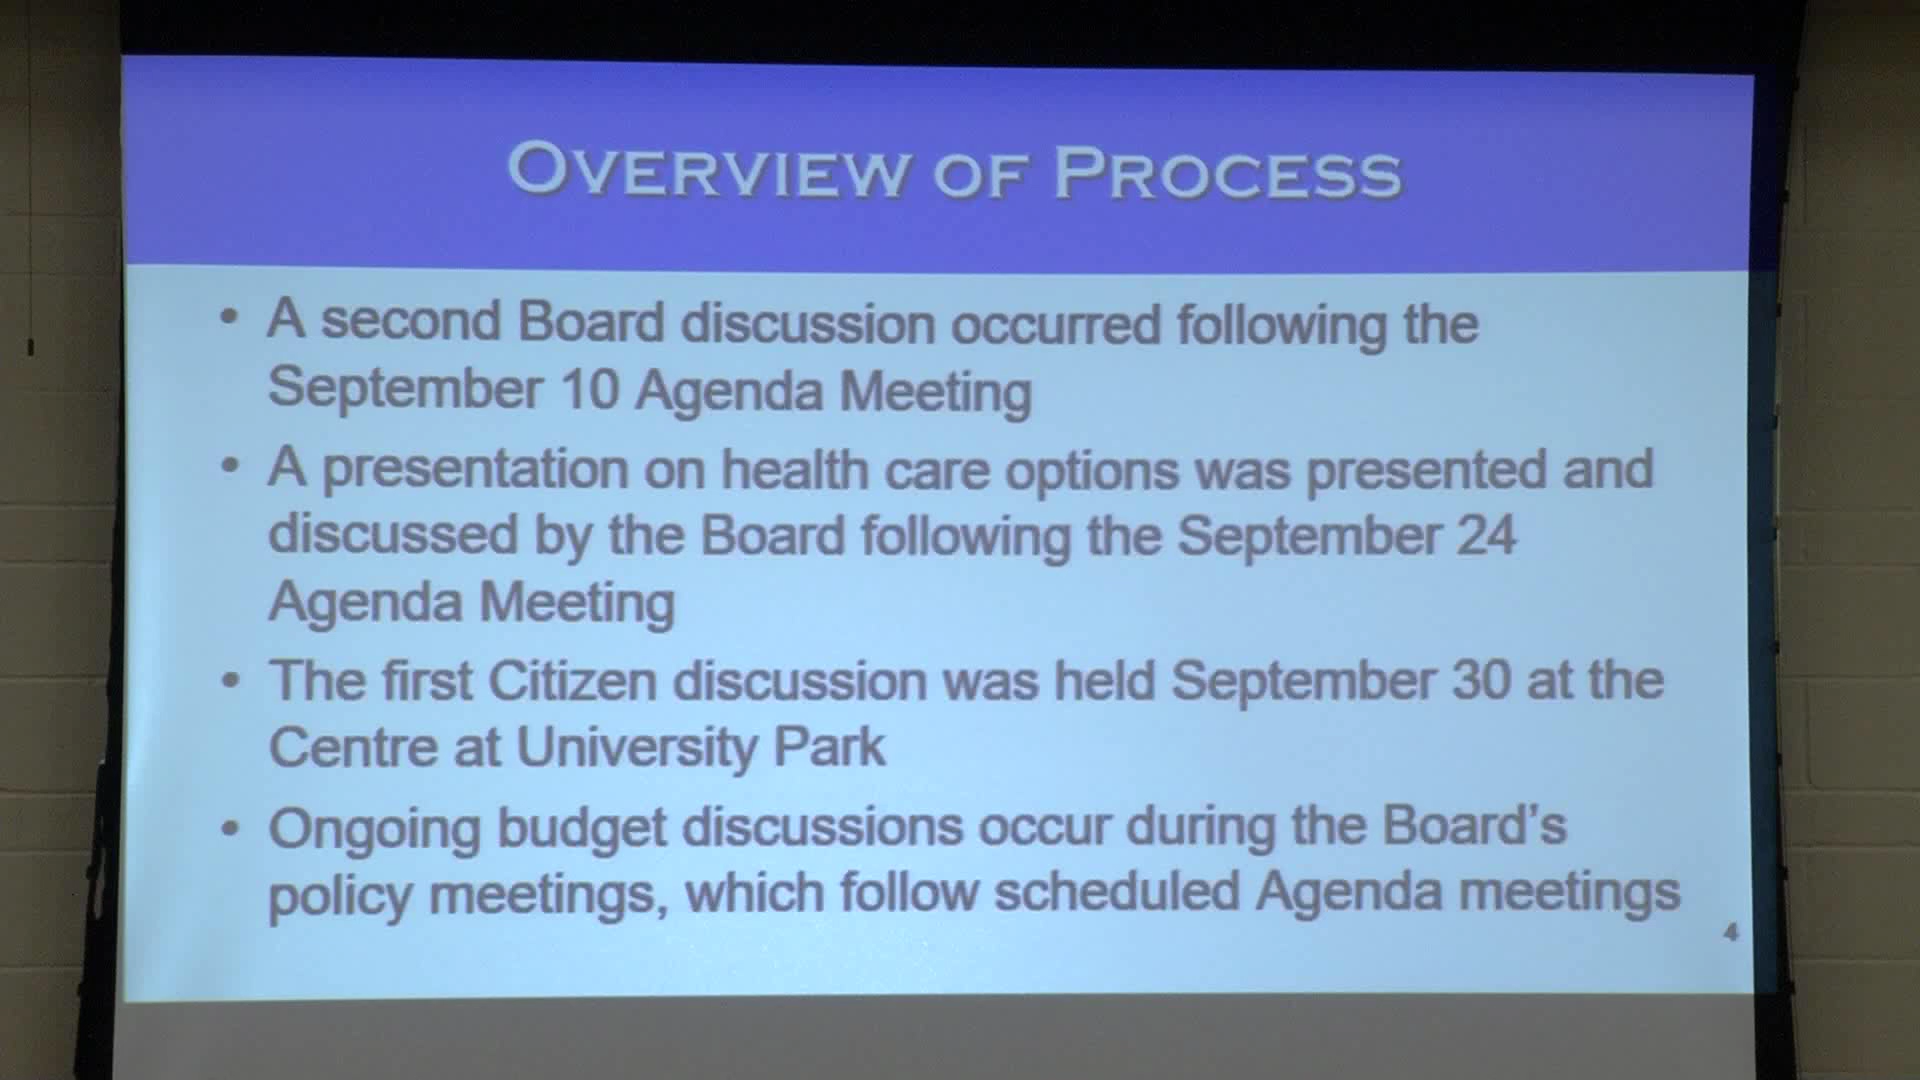 OVERVIEW OF PROCESS
• A second Board discussion occurred following the
September 10 Agenda Meeting
• A presentation on health care options was presented and
discussed by the Board following the September 24
Agenda Meeting
• The first Citizen discussion was held September 30 at the
Centre at University Park
• Ongoing budget discussions occur during the Board's
policy meetings, which follow scheduled Agenda meetings
4